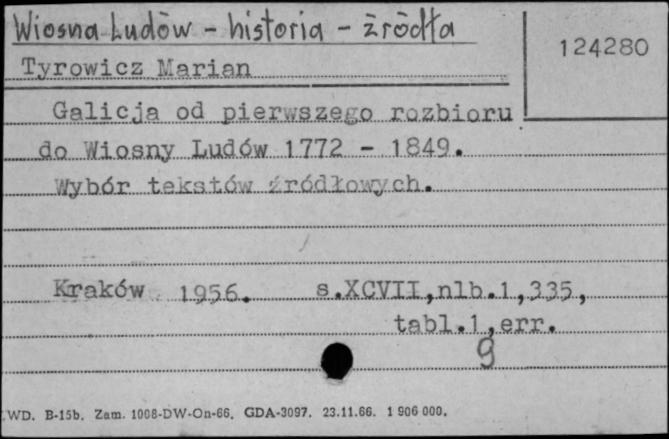 Wiosna Ludów - historia - źródła
124280
Tyrowicz Marian
Galicja od pierwszego rozbioru
do Wiosny Ludów 1772 - 1849.
Wybór tekstów źródłowych.
Kraków 1956. s.XCVII,nlb.1,335,
tabl.1,err.
9
WD. B-15b. Zam. 1008-DW-On-66. GDA-3097. 23.11.66. 1 906 000.